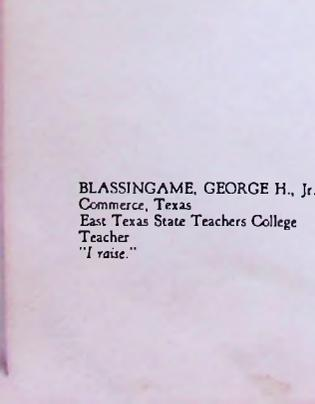 BLASSINGAME, GEORGE H., Jr.
Commerce, Texas
East Texas State Teachers College
Teacher
"I raise."